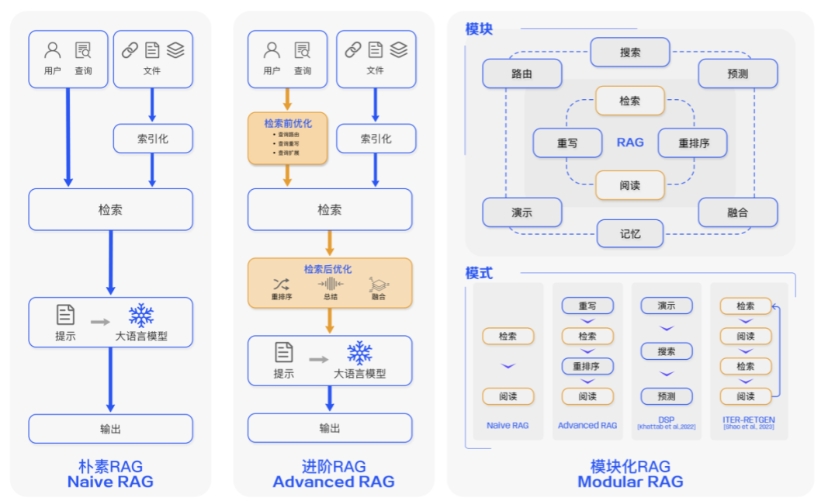 用户
查询
文件
索引化
检索
提示
大语言模型
输出
朴素RAG
Naive RAG
用户
查询
文件
检索前优化
• 查询路由
• 查询重写
• 查询扩展
索引化
检索
检索后优化
重排序
总结
融合
提示
大语言模型
输出
进阶RAG
Advanced RAG
模块
搜索
路由
预测
检索
重写
RAG
重排序
阅读
演示
融合
记忆
模式
检索
阅读
Naive RAG
重写
检索
重排序
阅读
Advanced RAG
演示
搜索
预测
DSP
[Khattab et al., 2022]
检索
阅读
检索
阅读
ITER-RETGEN
[Shao et al., 2022]
模块化RAG
Modular RAG